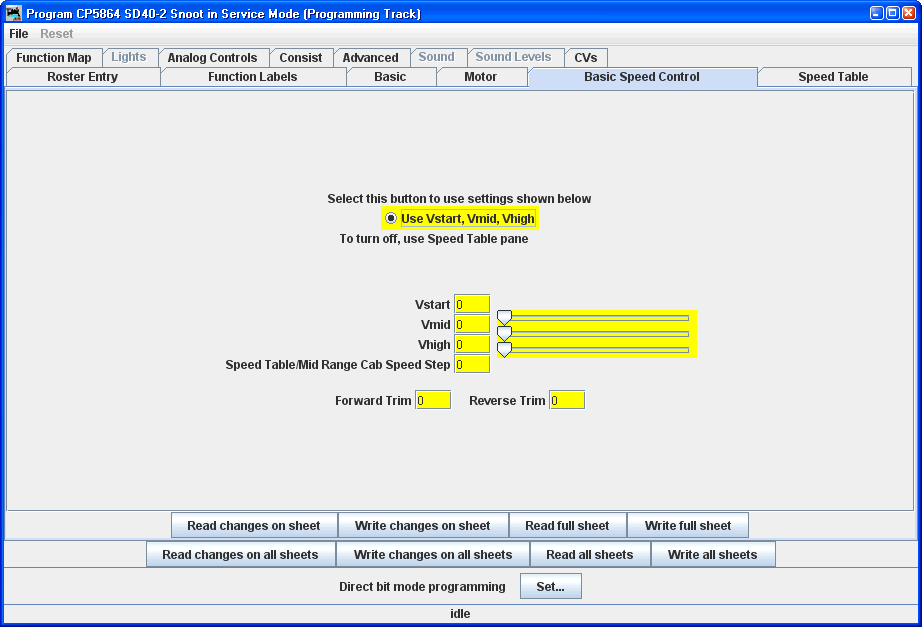 Program CP5864 SD40-2 Snoot in Service Mode (Programming Track)
File Reset
Function Map Lights Analog Controls Consist Advanced Sound Sound Levels CVs
Roster Entry Function Labels Basic Motor Basic Speed Control Speed Table
Select this button to use settings shown below
Use Vstart, Vmid, Vhigh
To turn off, use Speed Table pane
Vstart 0
Vmid 0
Vhigh 0
Speed Table/Mid Range Cab Speed Step 0
Forward Trim 0 Reverse Trim 0
Read changes on sheet Write changes on sheet Read full sheet Write full sheet
Read changes on all sheets Write changes on all sheets Read all sheets Write all sheets
Direct bit mode programming Set...
idle